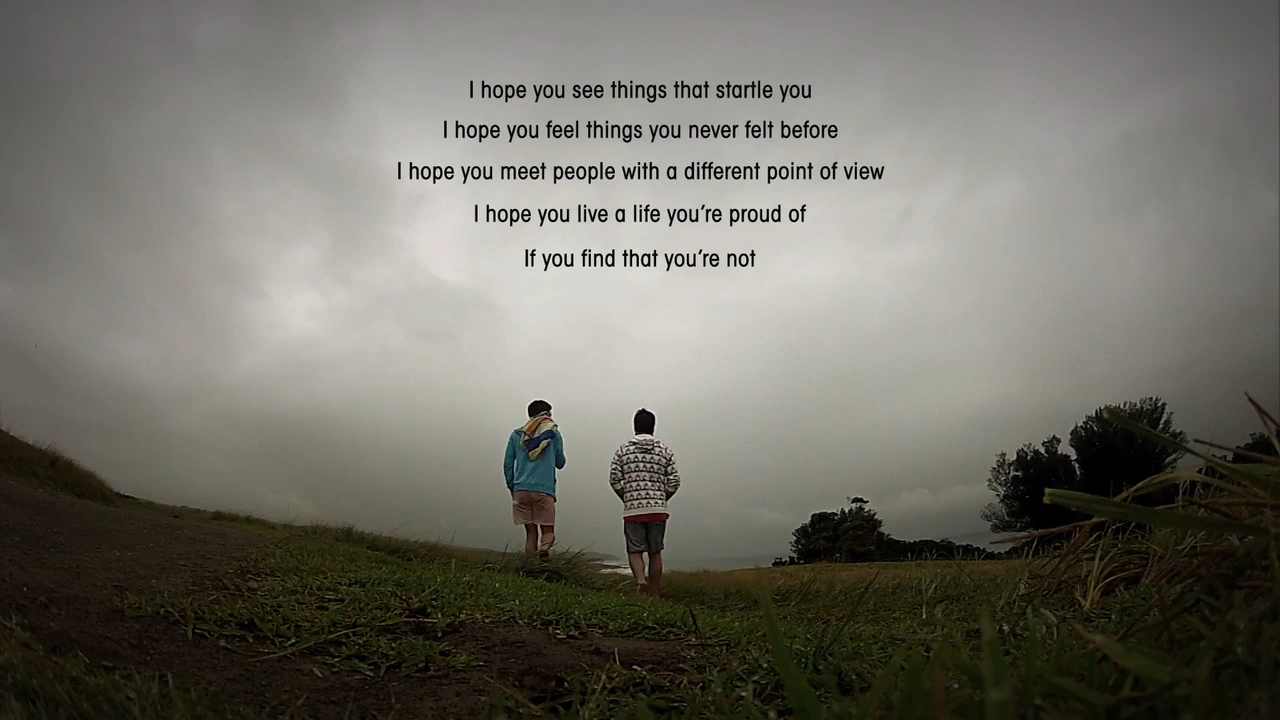 I hope you see things that startle you
I hope you feel things you never felt before
I hope you meet people with a different point of view
I hope you live a life you’re proud of
If you find that you’re not